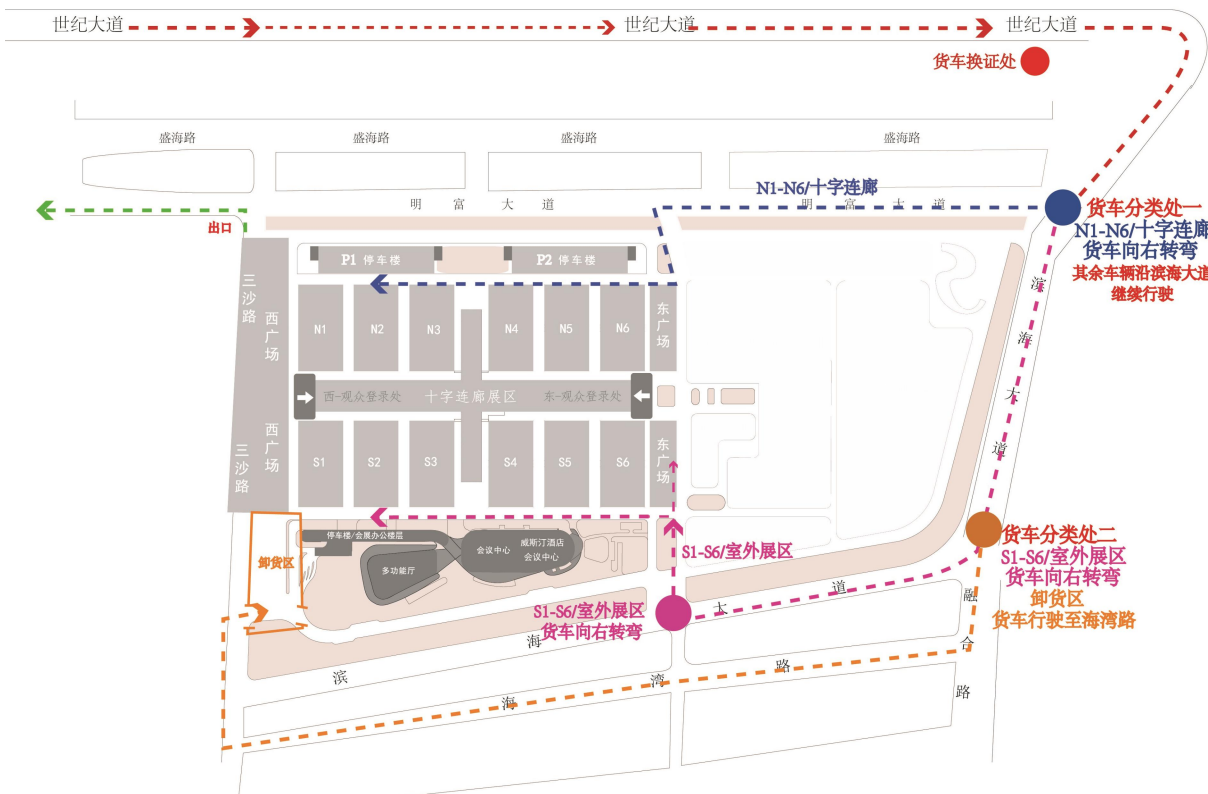 世纪大道
世纪大道
世纪大道
货车换证处
盛海路
盛海路
盛海路
盛海路
N1-N6/十字连廊
明富大道
明富大道
出口
货车分类处一
N1-N6/十字连廊
货车向右转弯
其余车辆沿滨海大道
继续行驶
P1 停车楼
P2 停车楼
三沙路
西广场
N1
N2
N3
N4
N5
N6
东广场
滨海大道
西-观众登录处
十字连廊展区
东-观众登录处
三沙路
西广场
S1
S2
S3
S4
S5
S6
东广场
停车楼/会展办公楼层
会议中心
威斯汀酒店
会议中心
多功能厅
卸货区
S1-S6/室外展区
货车分类处二
S1-S6/室外展区
货车向右转弯
卸货区
货车行驶至海湾路
S1-S6/室外展区
货车向右转弯
滨海大道
海湾路
融合路